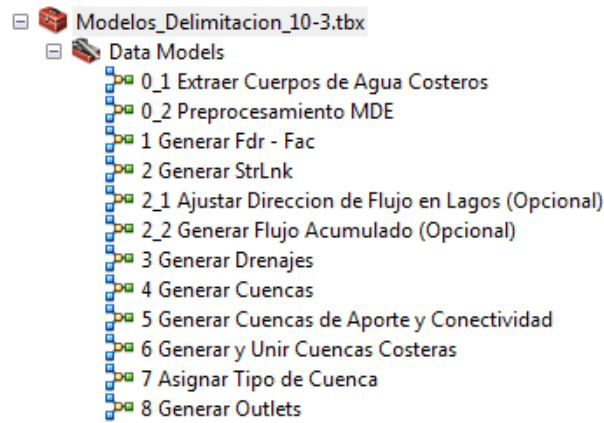 Modelos_Delimitacion_10-3.tbx
Data Models
0_1 Extraer Cuerpos de Agua Costeros
0_2 Preprocesamiento MDE
1 Generar Fdr - Fac
2 Generar StrLnk
2_1 Ajustar Direccion de Flujo en Lagos (Opcional)
2_2 Generar Flujo Acumulado (Opcional)
3 Generar Drenajes
4 Generar Cuencas
5 Generar Cuencas de Aporte y Conectividad
6 Generar y Unir Cuencas Costeras
7 Asignar Tipo de Cuenca
8 Generar Outlets